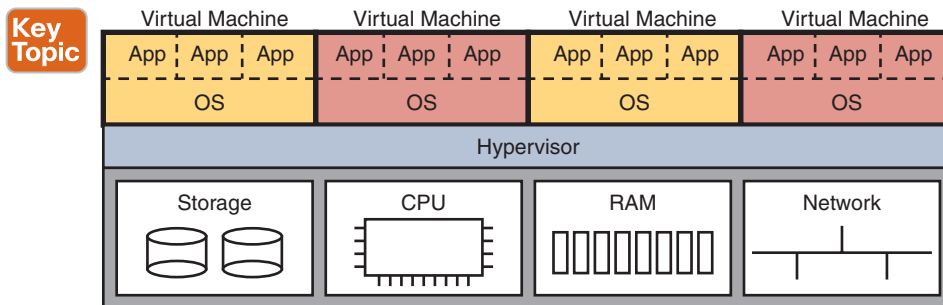 Key
Topic
Virtual Machine Virtual Machine Virtual Machine Virtual Machine
App App App App App App App App App App App App
OS OS OS OS
Hypervisor
Storage CPU RAM Network